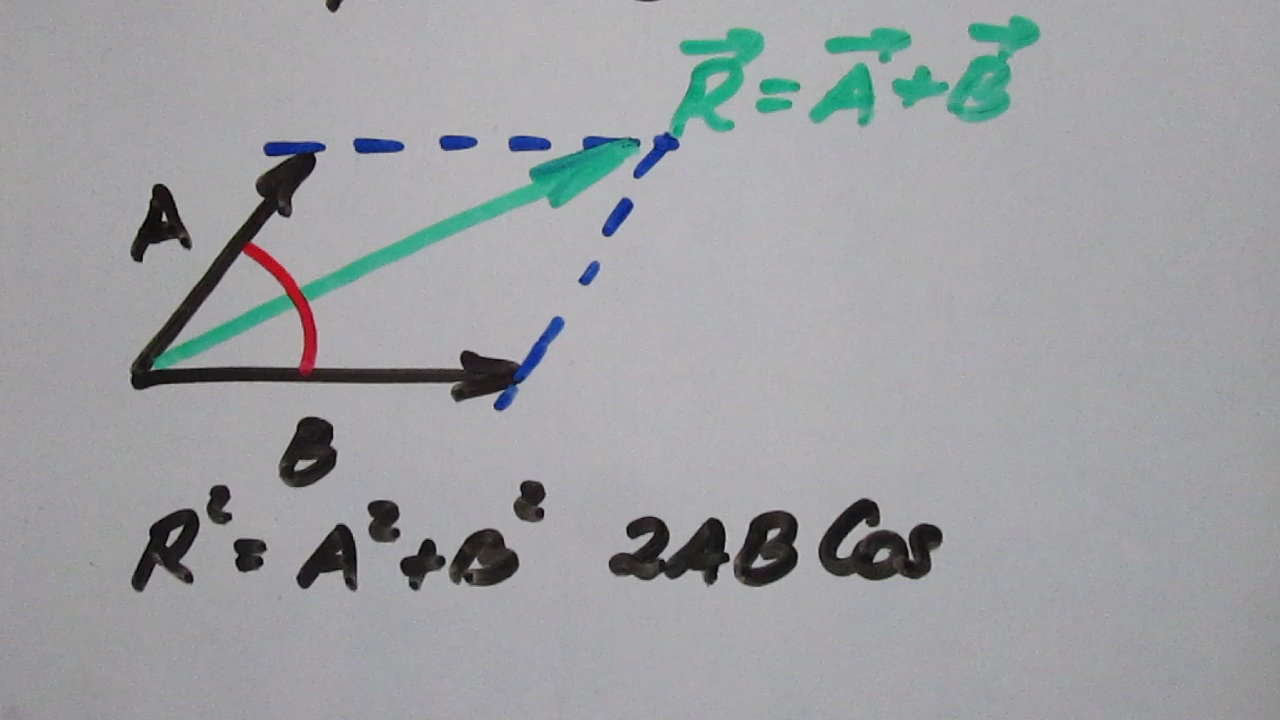 R⃗ = A⃗ + B⃗
A
B
R² = A² + B² 2AB Cos